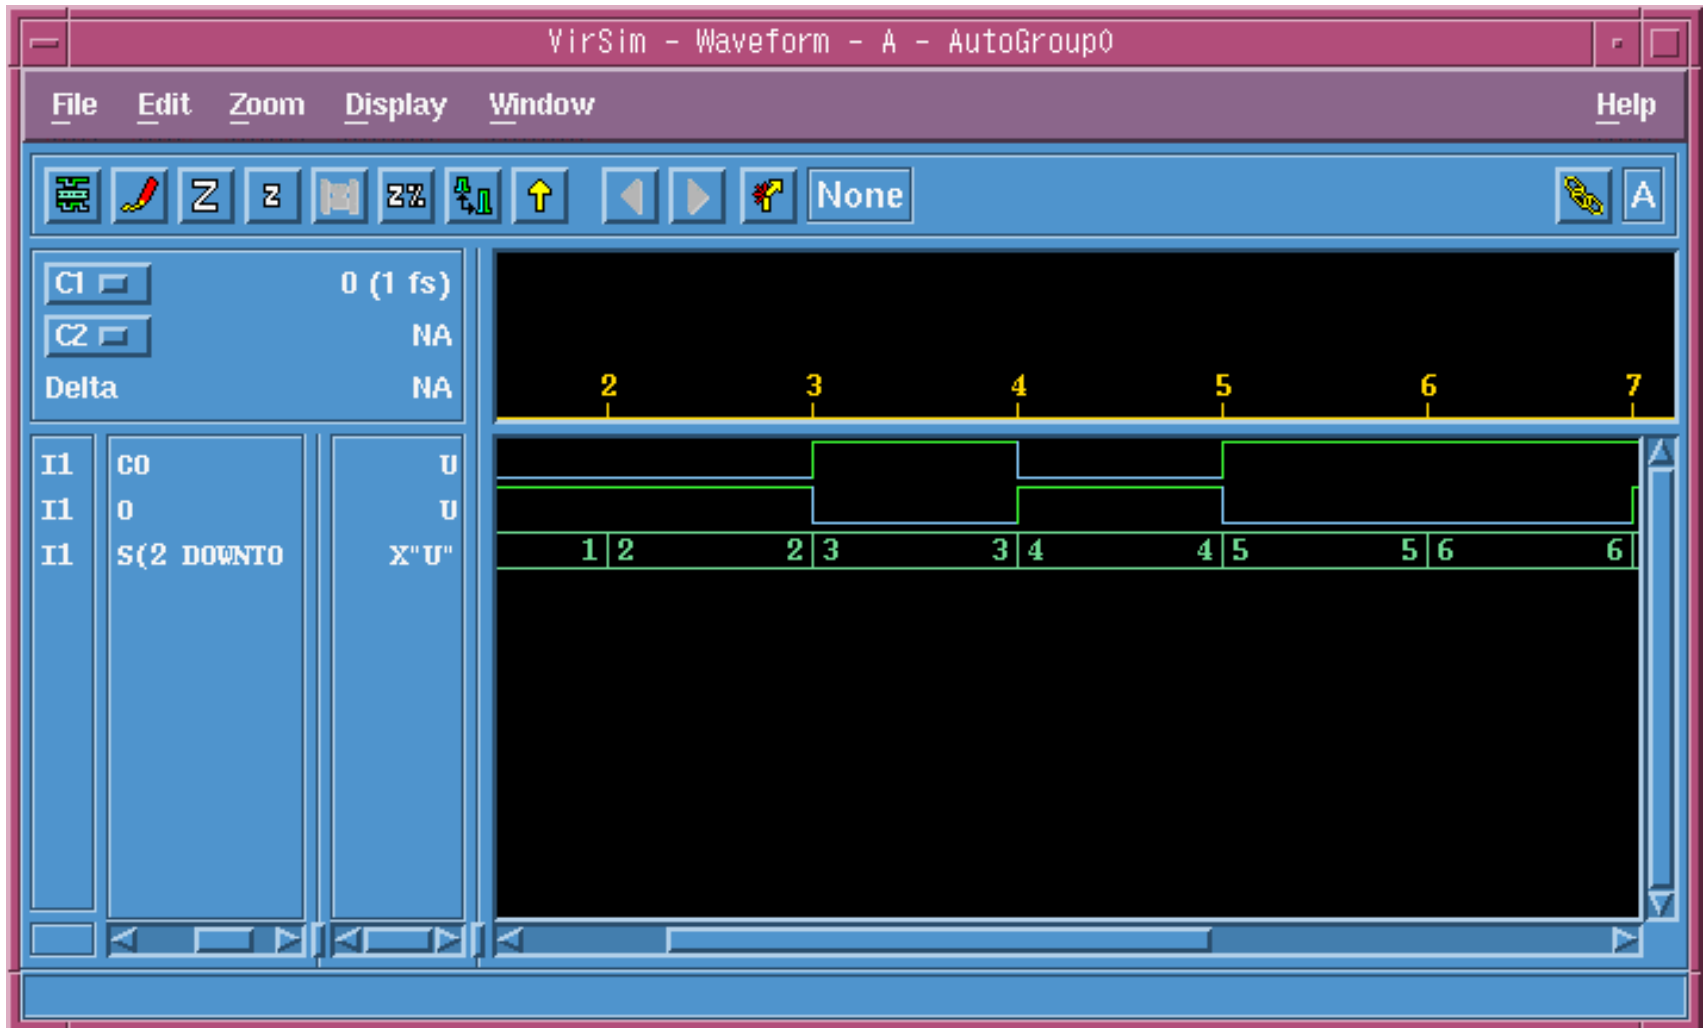 VirSim - Waveform - A - AutoGroup0
File Edit Zoom Display Window Help
Z z z% None A
C1 0 (1 fs)
C2 NA
Delta NA
2 3 4 5 6 7
I1 CO U
I1 O U
I1 S(2 DOWNTO X"U"
1 2 2 3 3 4 4 5 5 6 6